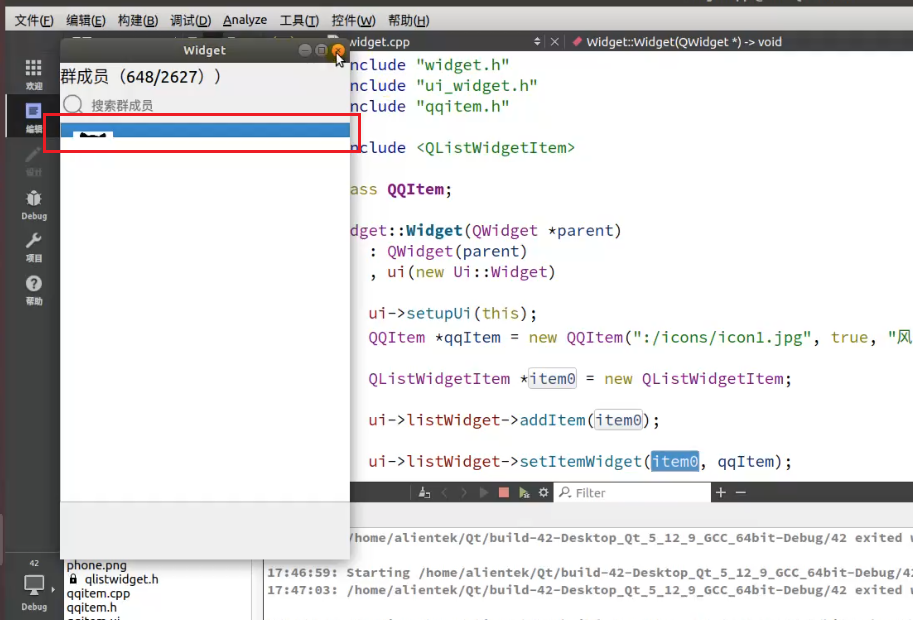 文件(F) 编辑(E) 构建(B) 调试(D) Analyze 工具(T) 控件(W) 帮助(H)
Widget
widget.cpp
Widget::Widget(QWidget *) -> void
欢迎
编辑
设计
Debug
项目
帮助
群成员（648/2627））
搜索群成员
nclude "widget.h"
nclude "ui_widget.h"
nclude "qqitem.h"
nclude <QListWidgetItem>
ass QQItem;
dget::Widget(QWidget *parent)
: QWidget(parent)
, ui(new Ui::Widget)
ui->setupUi(this);
QQItem *qqItem = new QQItem(":/icons/icon1.jpg", true, "风
QListWidgetItem *item0 = new QListWidgetItem;
ui->listWidget->addItem(item0);
ui->listWidget->setItemWidget(item0, qqItem);
Filter
/home/alientek/Qt/build-42-Desktop_Qt_5_12_9_GCC_64bit-Debug/42 exited
17:46:59: Starting /home/alientek/Qt/build-42-Desktop_Qt_5_12_9_GCC_64bit-Debug/42
17:47:03: /home/alientek/Qt/build-42-Desktop_Qt_5_12_9_GCC_64bit-Debug/42 exited
42
Debug
phone.png
qlistwidget.h
qqitem.cpp
qqitem.h
qqitem.ui